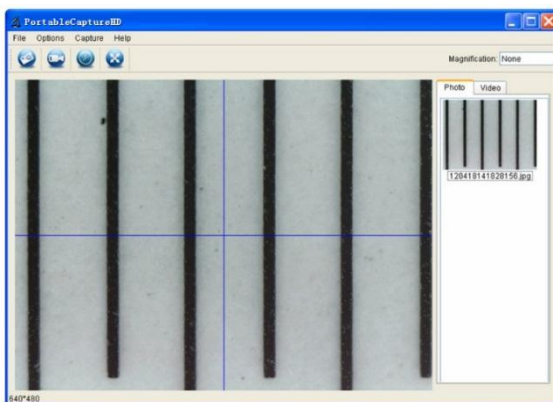 PortableCaptureHD
File Options Capture Help
Magnification: None
Photo Video
120418141828156.jpg
640*480